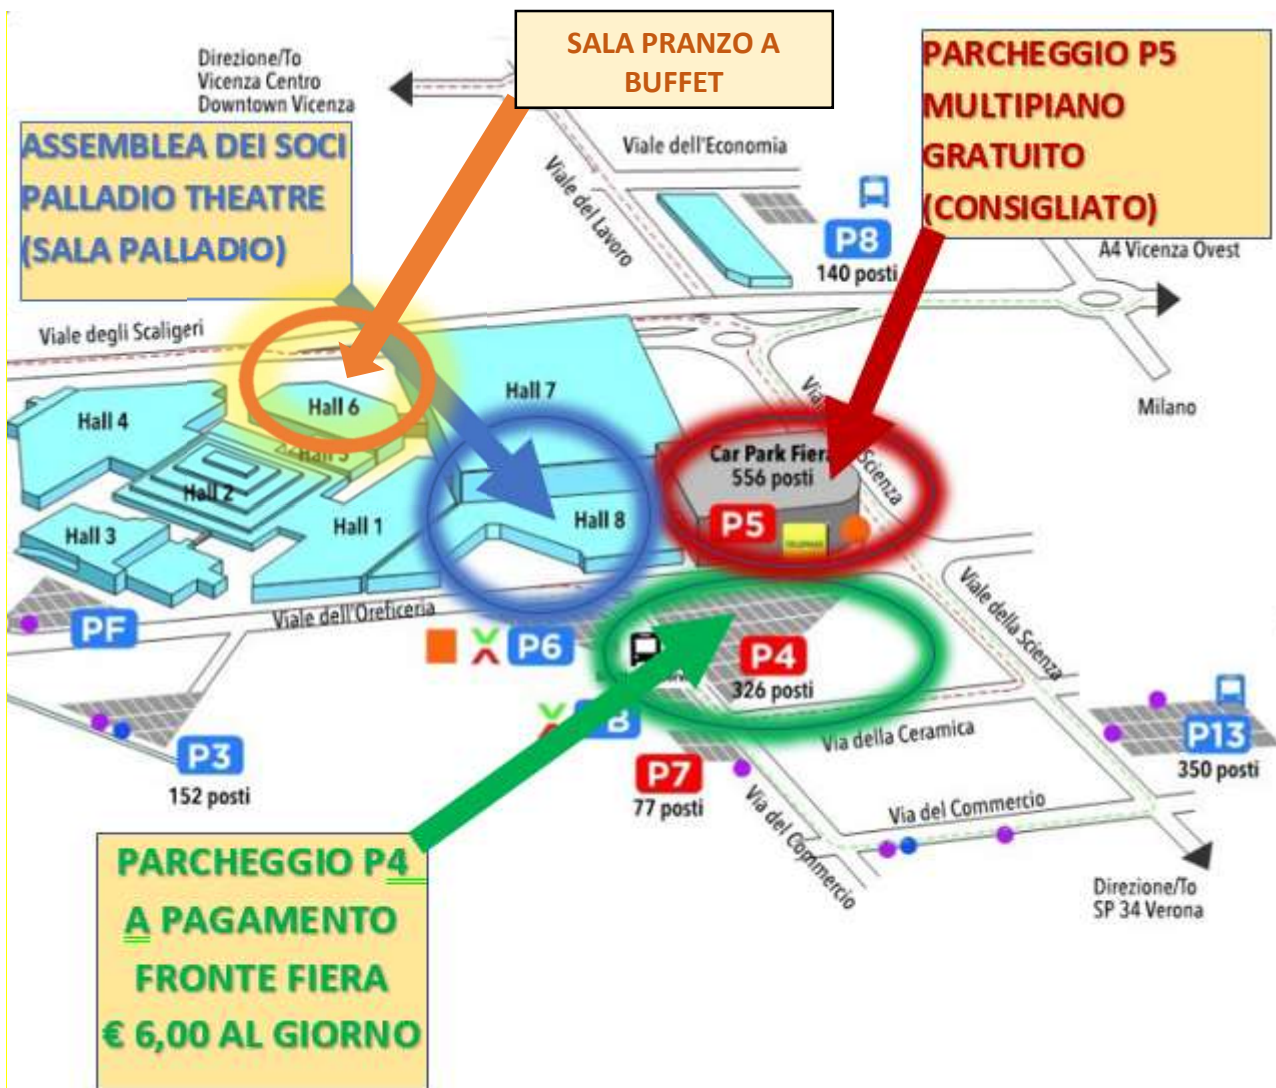 SALA PRANZO A
BUFFET
PARCHEGGIO P5
MULTIPIANO
GRATUITO
(CONSIGLIATO)
Direzione/To
Vicenza Centro
Downtown Vicenza
ASSEMBLEA DEI SOCI
PALLADIO THEATRE
(SALA PALLADIO)
Viale dell'Economia
Viale del Lavoro
P8
140 posti
A4 Vicenza Ovest
Viale degli Scaligeri
Milano
Hall 4
Hall 6
Hall 7
Hall 5
Hall 2
Hall 3
Hall 1
Hall 8
Car Park Fiera
556 posti
P5
Scienza
Viale della Scienza
Viale dell'Oreficeria
PF
P6
P4
326 posti
P3
152 posti
P7
77 posti
Via della Ceramica
P13
350 posti
Via del Commercio
Via del Commercio
Direzione/To
SP 34 Verona
PARCHEGGIO P4
A PAGAMENTO
FRONTE FIERA
€ 6,00 AL GIORNO